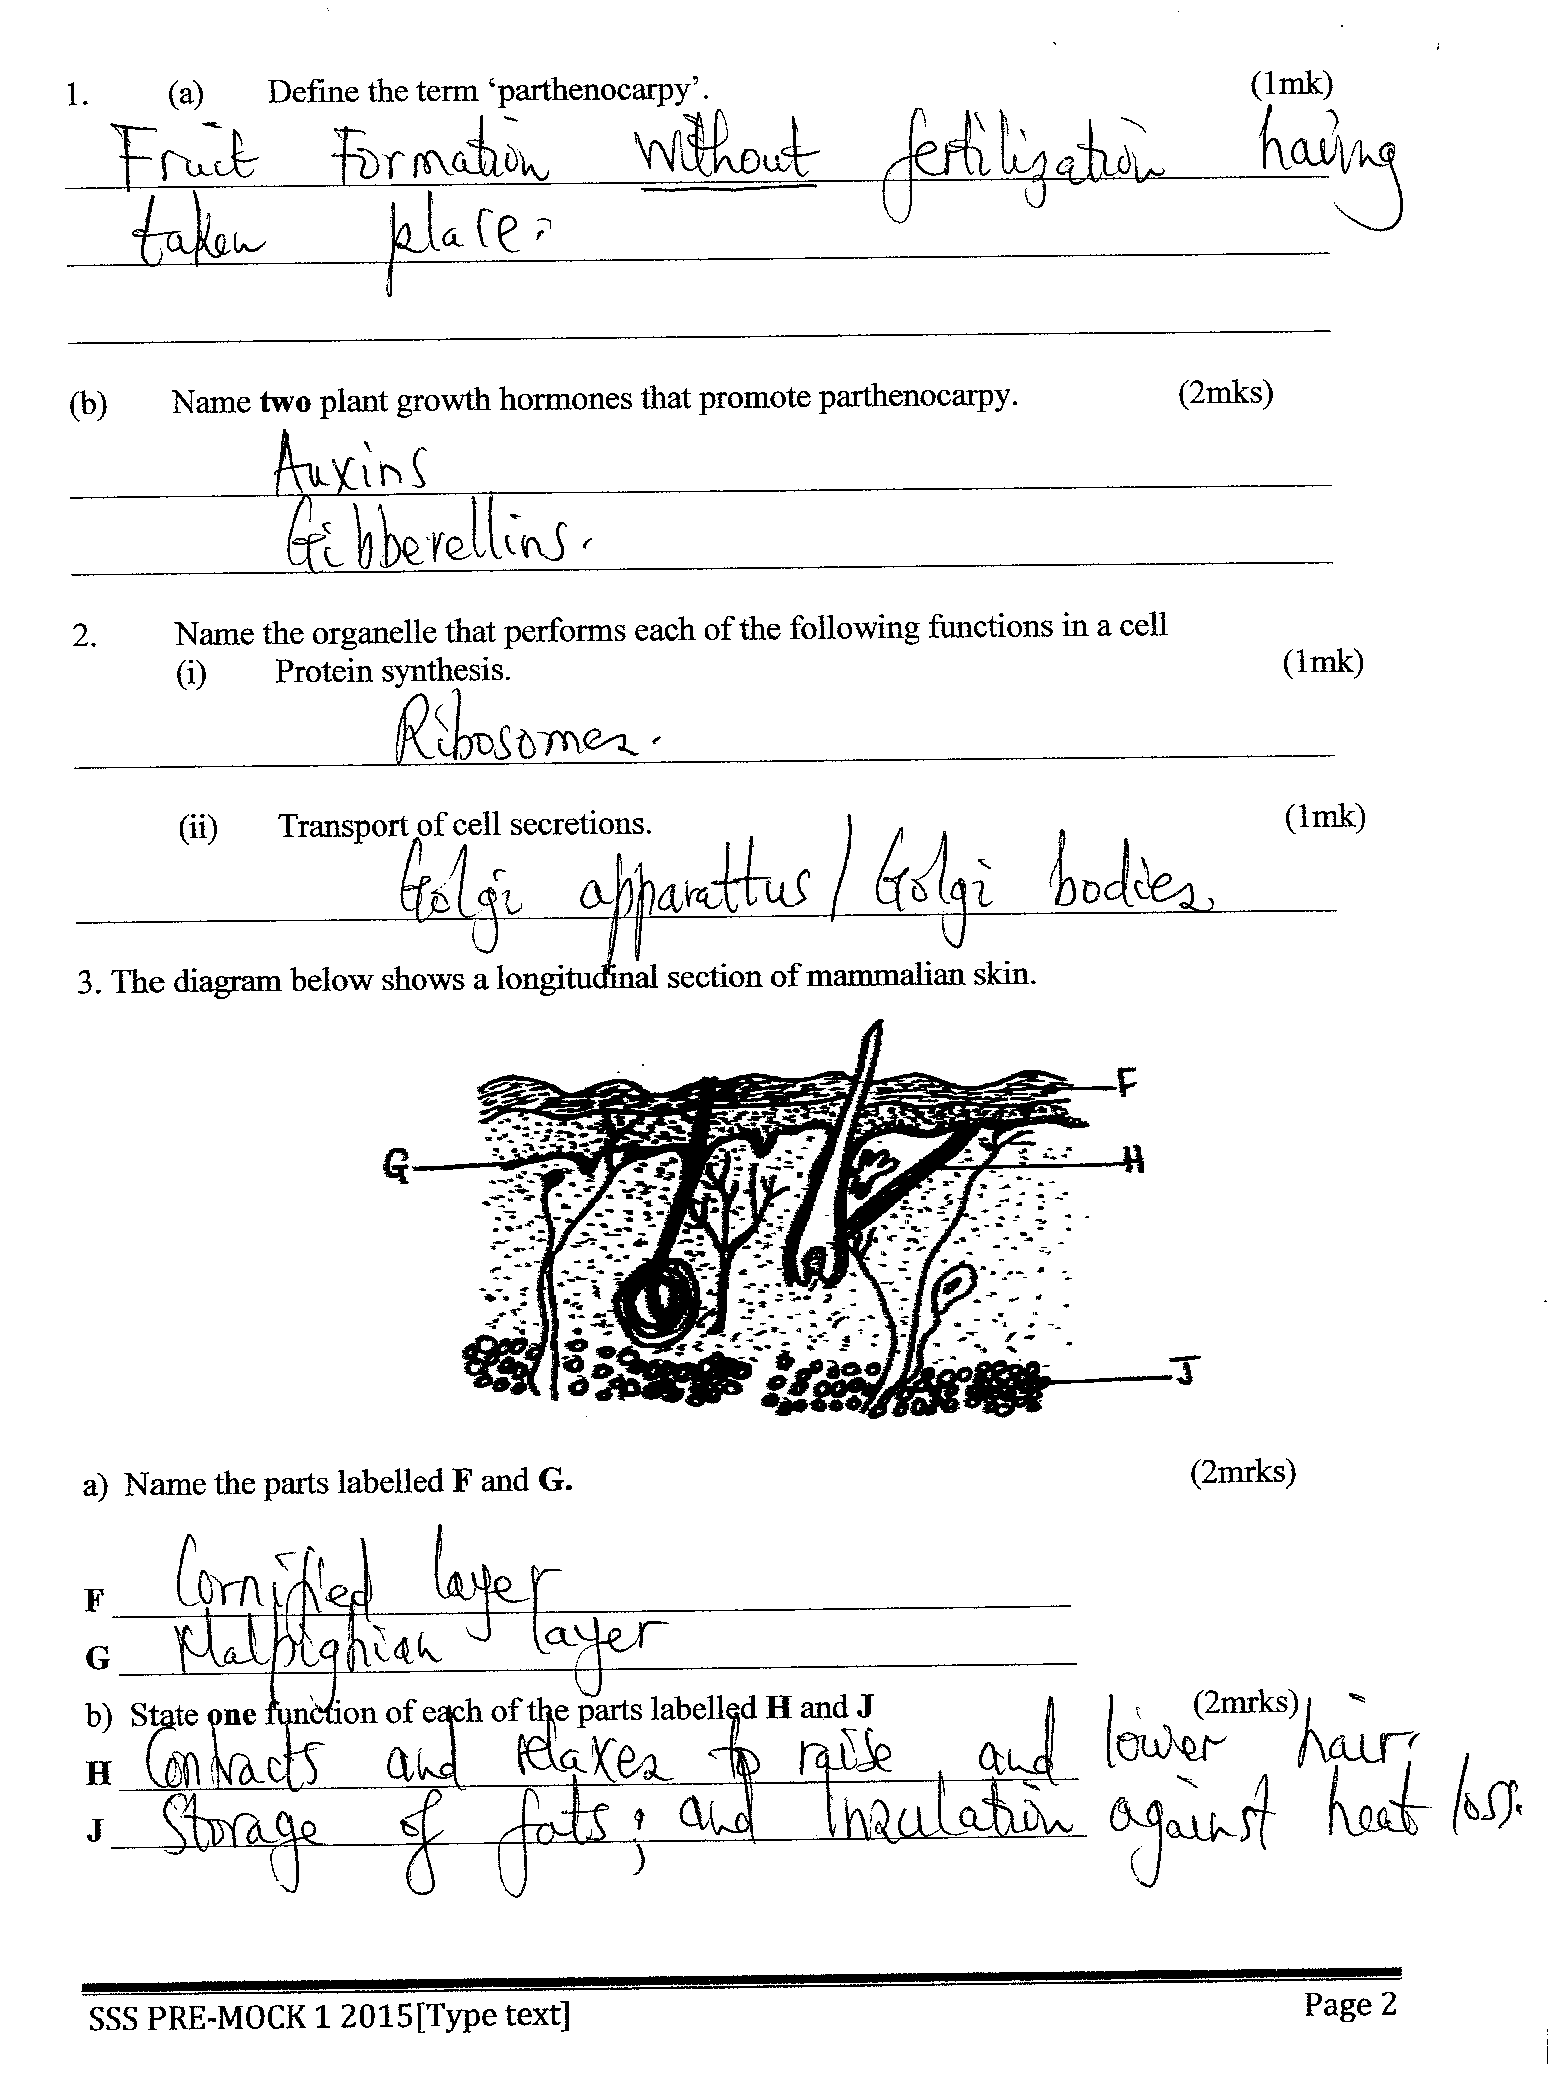 1. (a) Define the term ‘parthenocarpy’. (1mk)
Fruit Formation without fertilization having
taken place.
(b) Name two plant growth hormones that promote parthenocarpy. (2mks)
Auxins
Gibberellins.
2. Name the organelle that performs each of the following functions in a cell
(i) Protein synthesis. (1mk)
Ribosomes.
(ii) Transport of cell secretions. (1mk)
Golgi apparattus / Golgi bodies.
3. The diagram below shows a longitudinal section of mammalian skin.
F
G
H
J
a) Name the parts labelled F and G. (2mrks)
F Cornified layer
G Malpighian layer
b) State one function of each of the parts labelled H and J (2mrks)
H Contracts and relaxes to raise and lower hair.
J Storage of fats; and Insulation against heat loss.
SSS PRE-MOCK 1 2015[Type text] Page 2